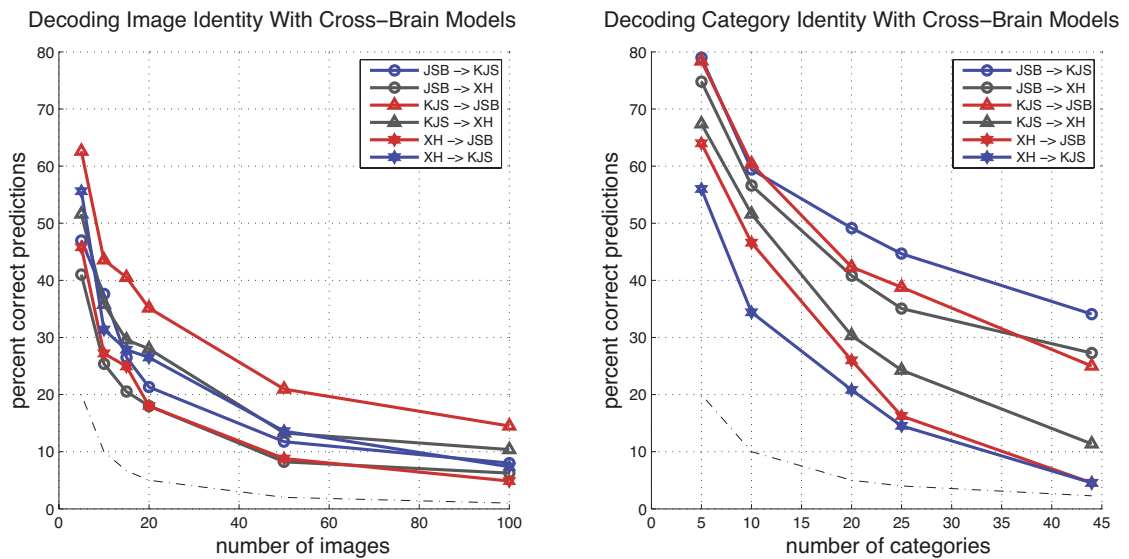 Decoding Image Identity With Cross−Brain Models
percent correct predictions
80
70
60
50
40
30
20
10
0
JSB −> KJS
JSB −> XH
KJS −> JSB
KJS −> XH
XH −> JSB
XH −> KJS
0 20 40 60 80 100
number of images
Decoding Category Identity With Cross−Brain Models
percent correct predictions
80
70
60
50
40
30
20
10
0
JSB −> KJS
JSB −> XH
KJS −> JSB
KJS −> XH
XH −> JSB
XH −> KJS
0 5 10 15 20 25 30 35 40 45
number of categories